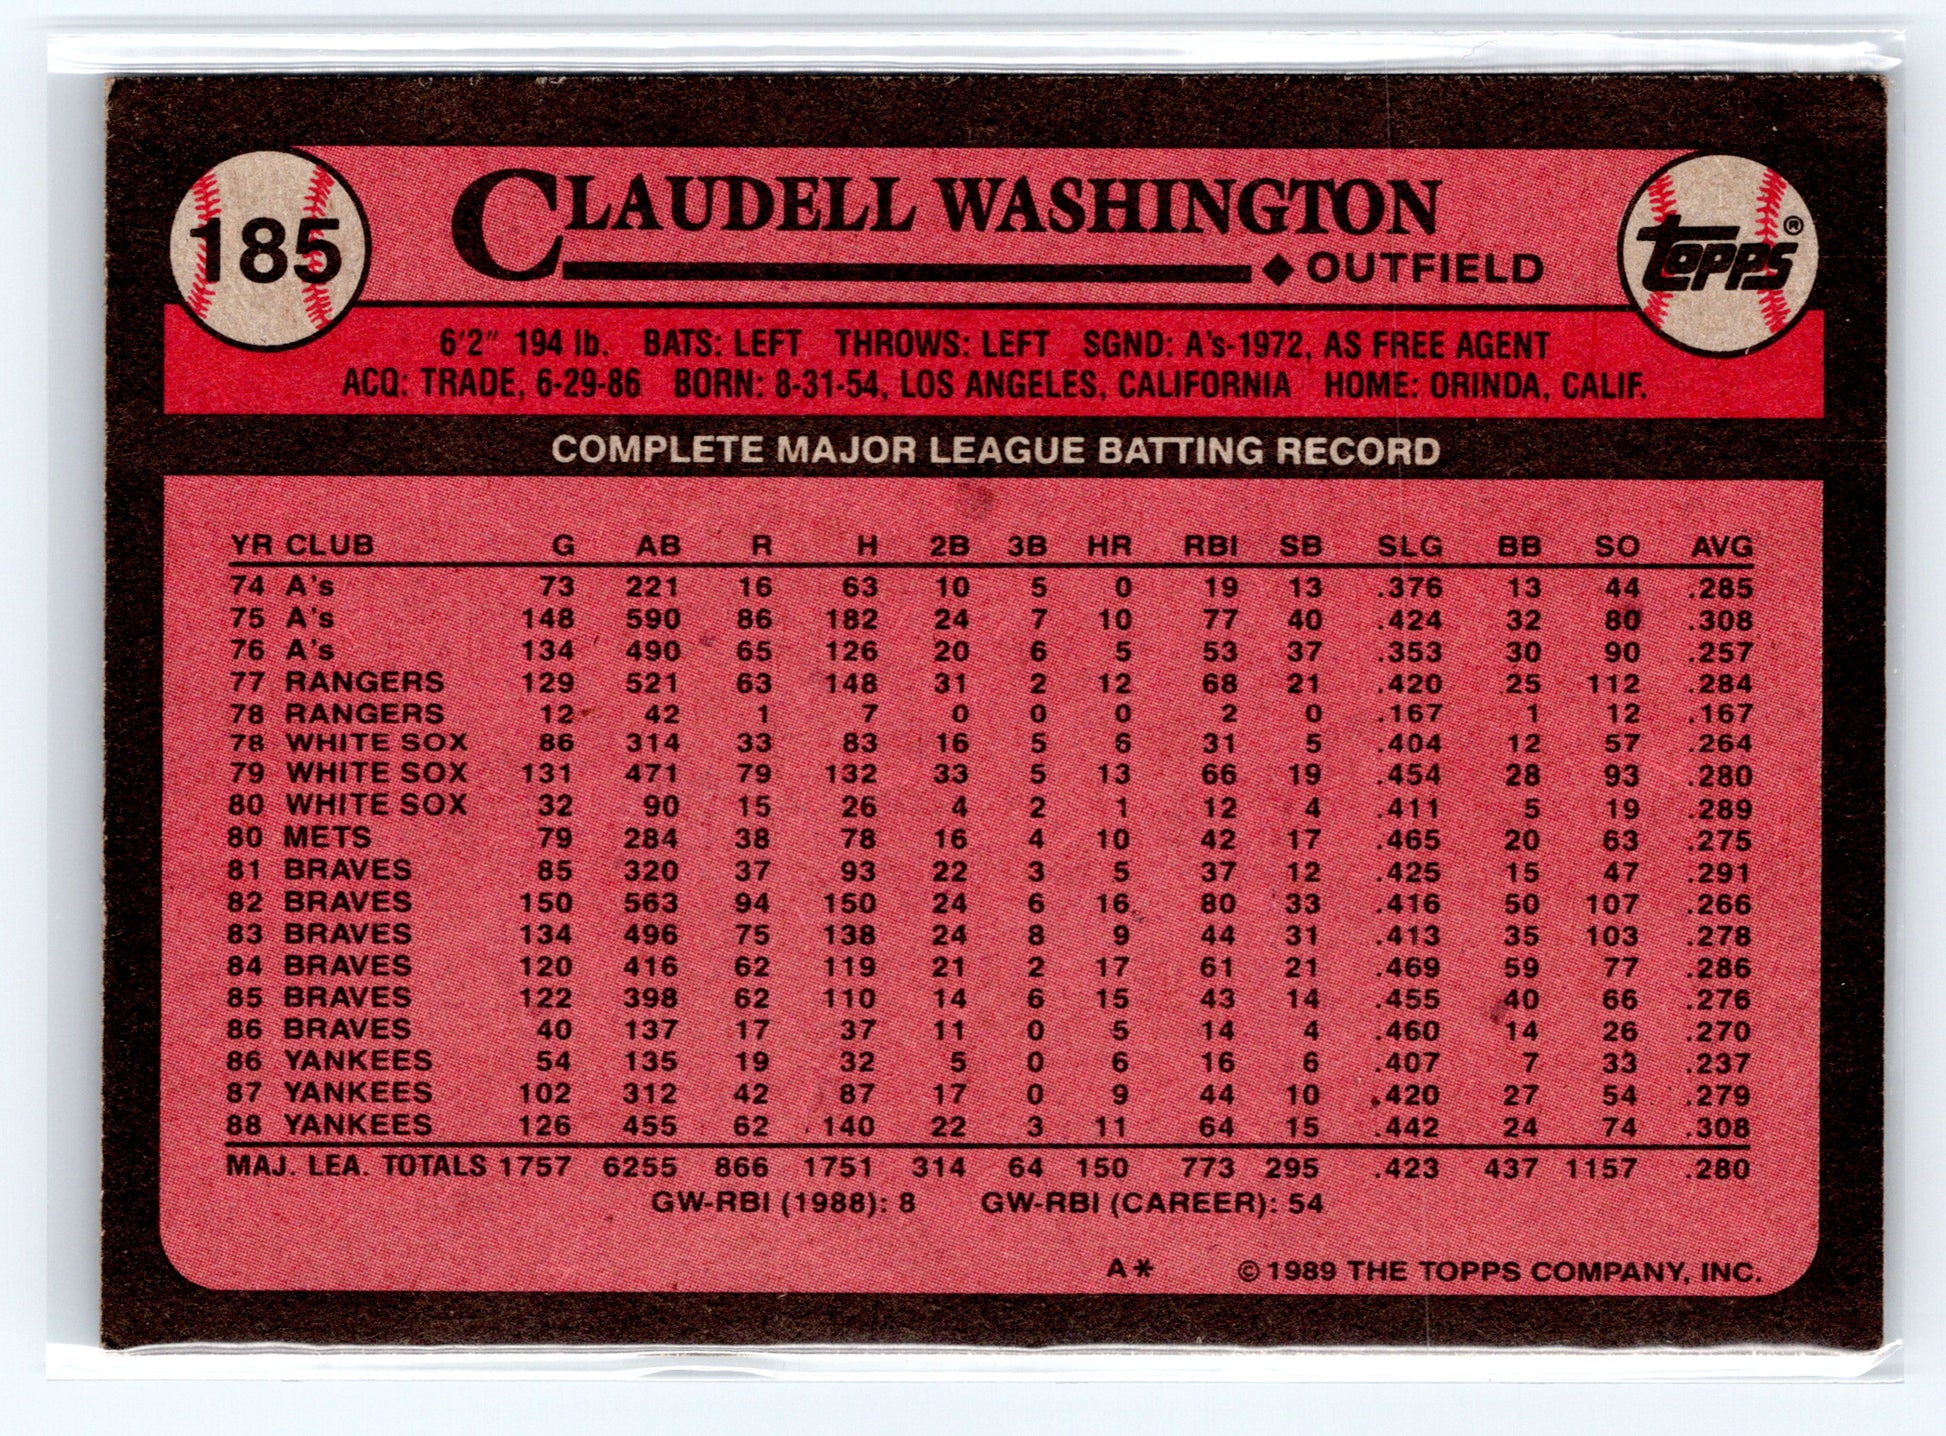 185
CLAUDELL WASHINGTON
◆ OUTFIELD
TOPPS®
6'2" 194 lb. BATS: LEFT THROWS: LEFT SGND: A's-1972, AS FREE AGENT
ACQ: TRADE, 6-29-86 BORN: 8-31-54, LOS ANGELES, CALIFORNIA HOME: ORINDA, CALIF.
COMPLETE MAJOR LEAGUE BATTING RECORD
YR CLUB G AB R H 2B 3B HR RBI SB SLG BB SO AVG
74 A's 73 221 16 63 10 5 0 19 13 .376 13 44 .285
75 A's 148 590 86 182 24 7 10 77 40 .424 32 80 .308
76 A's 134 490 65 126 20 6 5 53 37 .353 30 90 .257
77 RANGERS 129 521 63 148 31 2 12 68 21 .420 25 112 .284
78 RANGERS 12 42 1 7 0 0 0 2 0 .167 1 12 .167
78 WHITE SOX 86 314 33 83 16 5 6 31 5 .404 12 57 .264
79 WHITE SOX 131 471 79 132 33 5 13 66 19 .454 28 93 .280
80 WHITE SOX 32 90 15 26 4 2 1 12 4 .411 5 19 .289
80 METS 79 284 38 78 16 4 10 42 17 .465 20 63 .275
81 BRAVES 85 320 37 93 22 3 5 37 12 .425 15 47 .291
82 BRAVES 150 563 94 150 24 6 16 80 33 .416 50 107 .266
83 BRAVES 134 496 75 138 24 8 9 44 31 .413 35 103 .278
84 BRAVES 120 416 62 119 21 2 17 61 21 .469 59 77 .286
85 BRAVES 122 398 62 110 14 6 15 43 14 .455 40 66 .276
86 BRAVES 40 137 17 37 11 0 5 14 4 .460 14 26 .270
86 YANKEES 54 135 19 32 5 0 6 16 6 .407 7 33 .237
87 YANKEES 102 312 42 87 17 0 9 44 10 .420 27 54 .279
88 YANKEES 126 455 62 140 22 3 11 64 15 .442 24 74 .308
MAJ. LEA. TOTALS 1757 6255 866 1751 314 64 150 773 295 .423 437 1157 .280
GW-RBI (1988): 8 GW-RBI (CAREER): 54
A* © 1989 THE TOPPS COMPANY, INC.